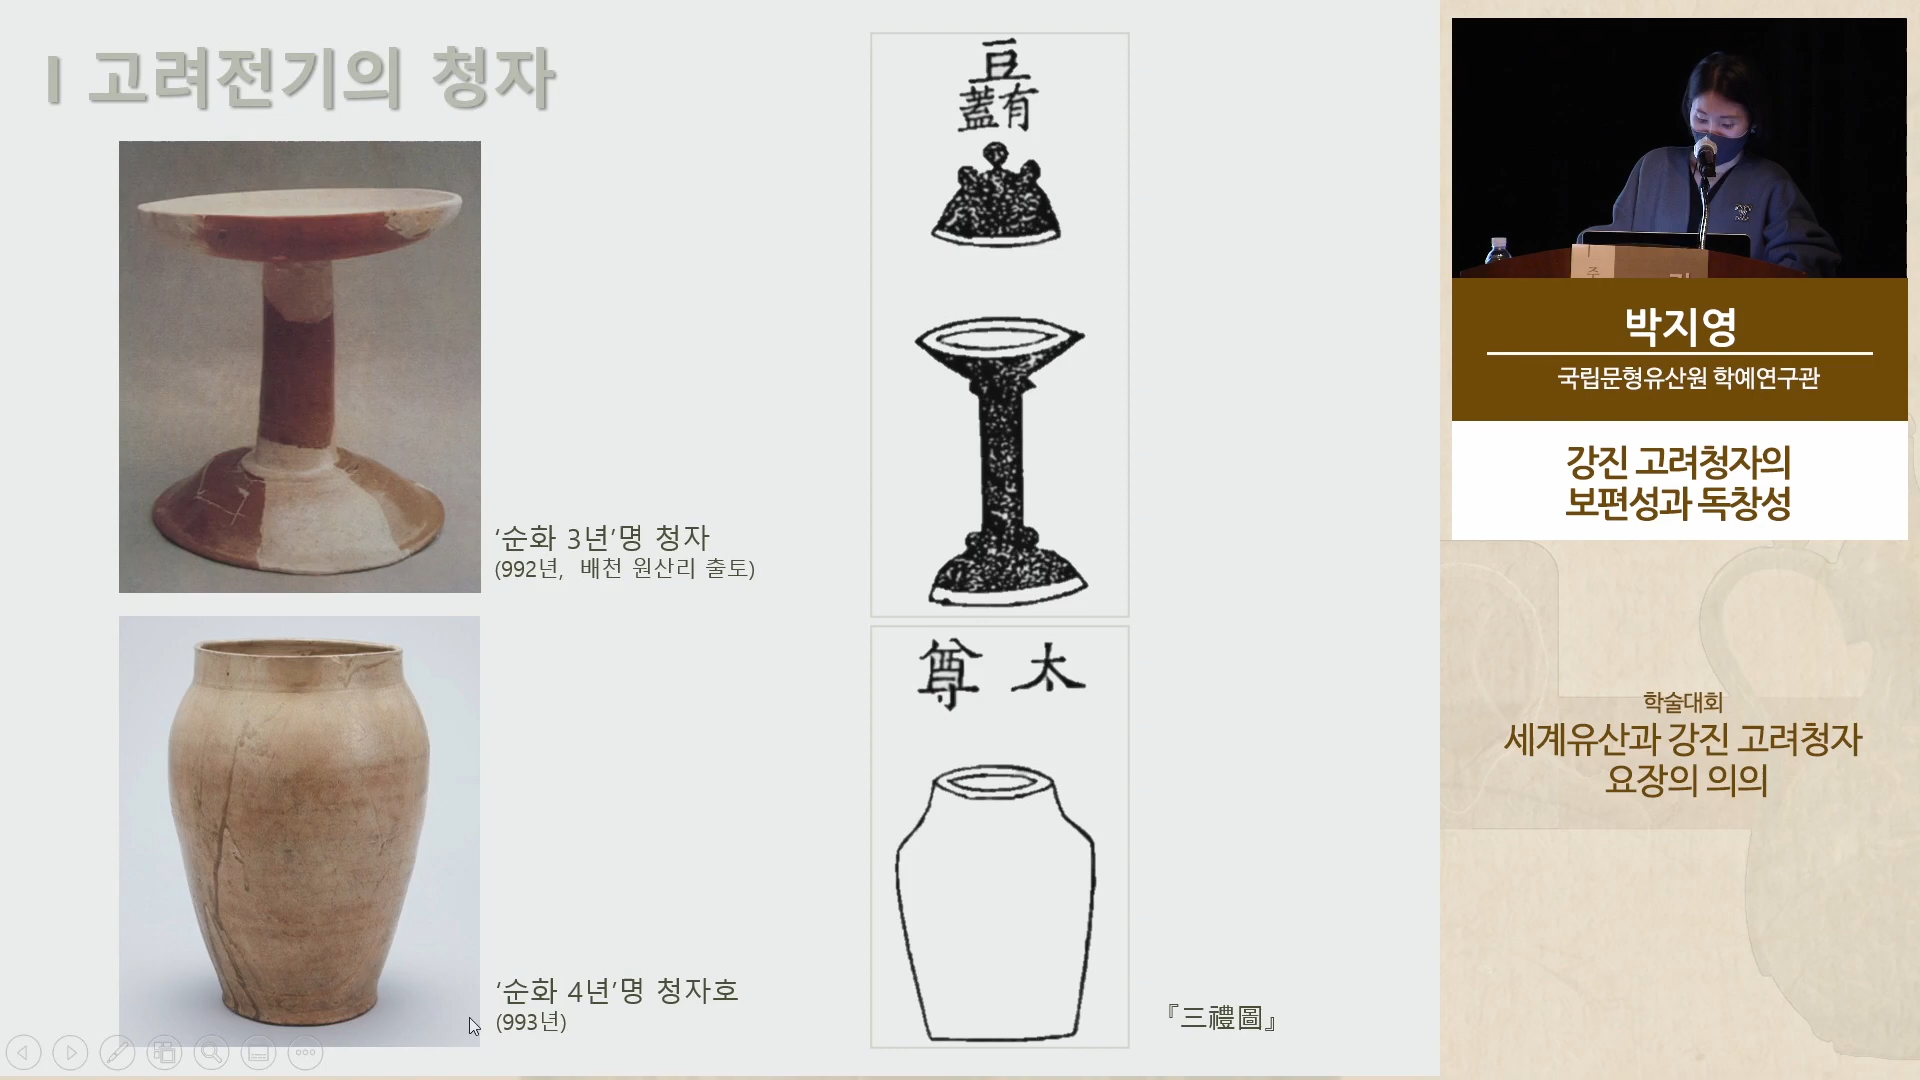 I 고려전기의 청자
'순화 3년'명 청자
(992년, 배천 원산리 출토)
'순화 4년'명 청자호
(993년)
豆
蓋有
尊 太
『三禮圖』
주
박지영
국립문형유산원 학예연구관
강진 고려청자의
보편성과 독창성
학술대회
세계유산과 강진 고려청자
요장의 의의